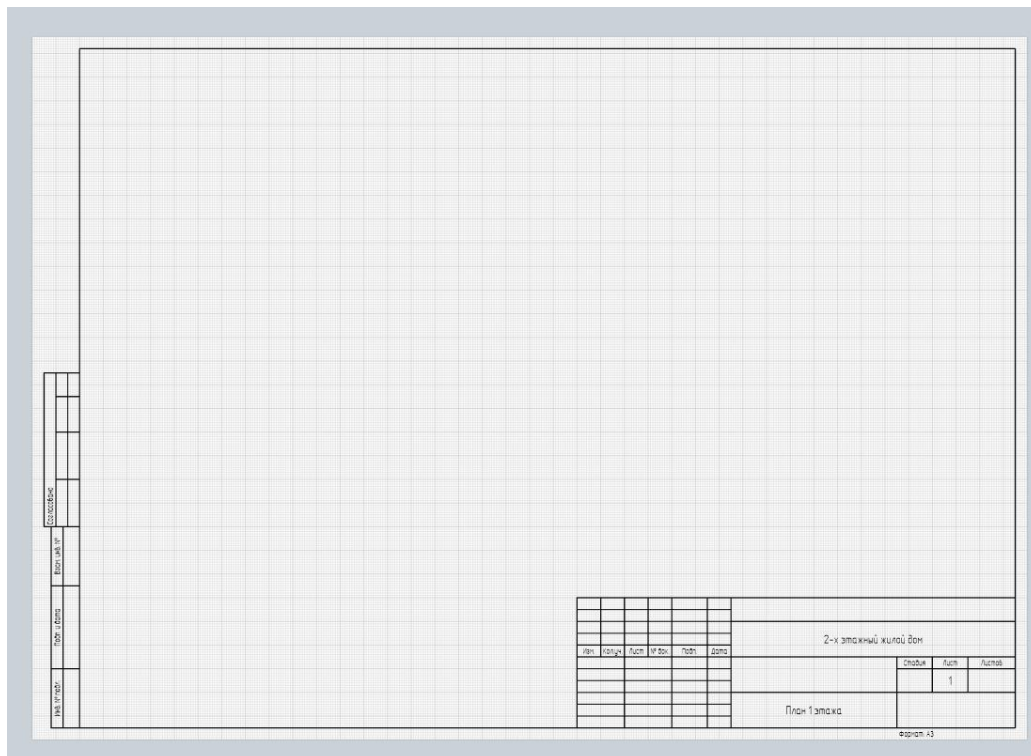 Согласовано
Взам. инв. №
Подп. и дата
Инв. № подл.
2-х этажный жилой дом
Изм. Кол.уч. Лист № док. Подп. Дата
Стадия Лист Листов
1
План 1 этажа
Формат А3